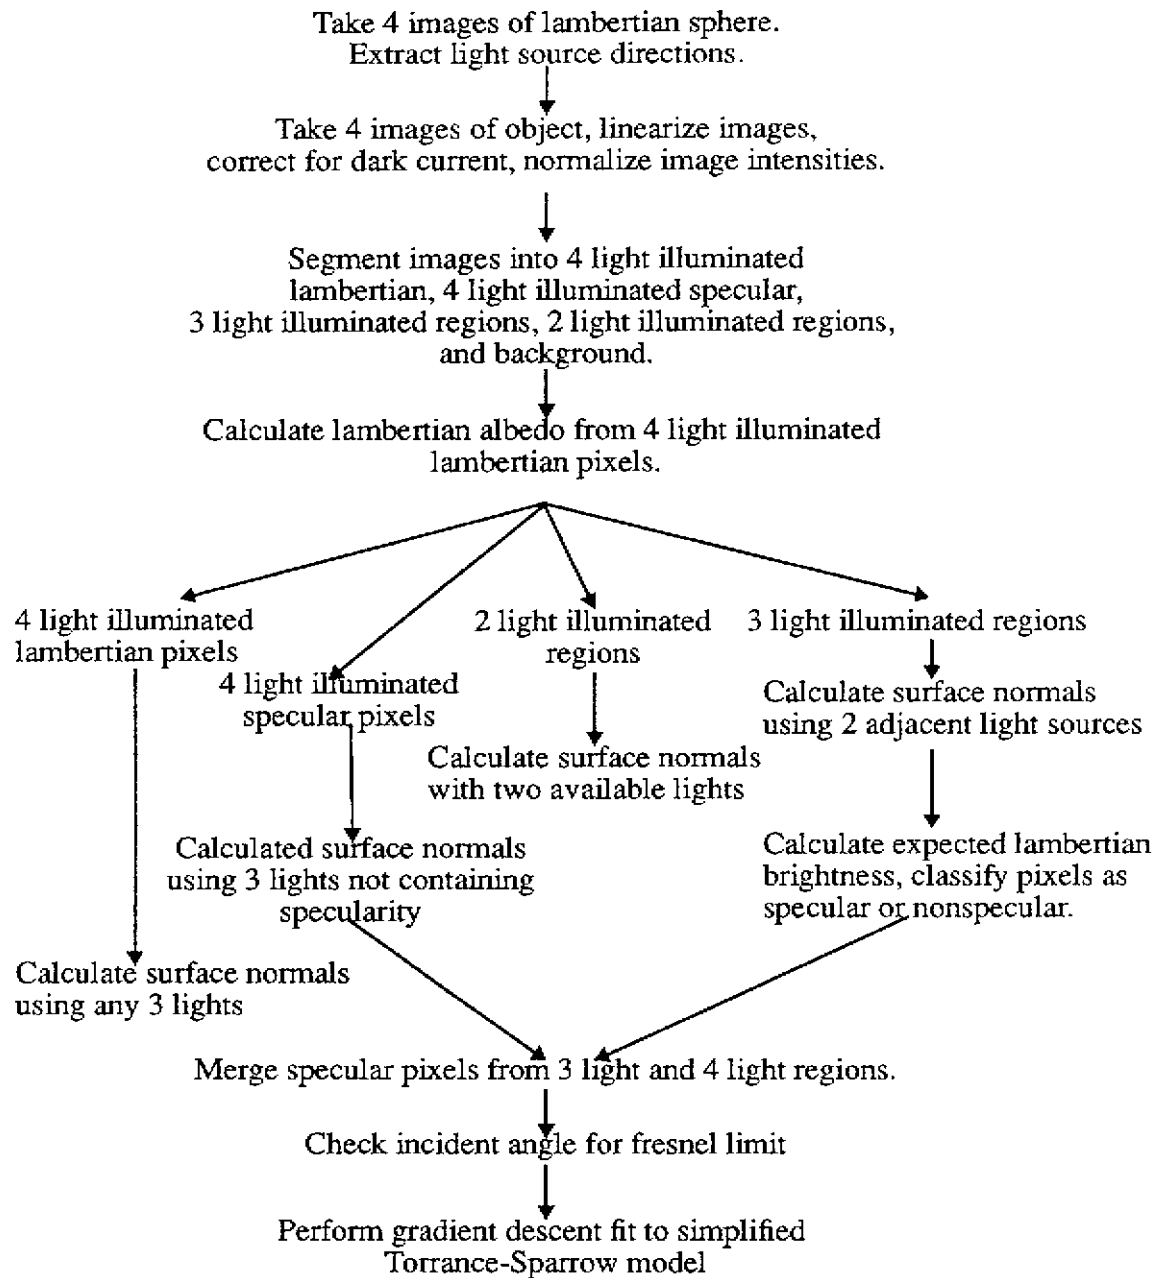 Take 4 images of lambertian sphere.
Extract light source directions.
Take 4 images of object, linearize images,
correct for dark current, normalize image intensities.
Segment images into 4 light illuminated
lambertian, 4 light illuminated specular,
3 light illuminated regions, 2 light illuminated regions,
and background.
Calculate lambertian albedo from 4 light illuminated
lambertian pixels.
4 light illuminated
lambertian pixels
4 light illuminated
specular pixels
2 light illuminated
regions
3 light illuminated regions
Calculate surface normals
using 2 adjacent light sources
Calculate surface normals
with two available lights
Calculated surface normals
using 3 lights not containing
specularity
Calculate expected lambertian
brightness, classify pixels as
specular or nonspecular.
Calculate surface normals
using any 3 lights
Merge specular pixels from 3 light and 4 light regions.
Check incident angle for fresnel limit
Perform gradient descent fit to simplified
Torrance-Sparrow model